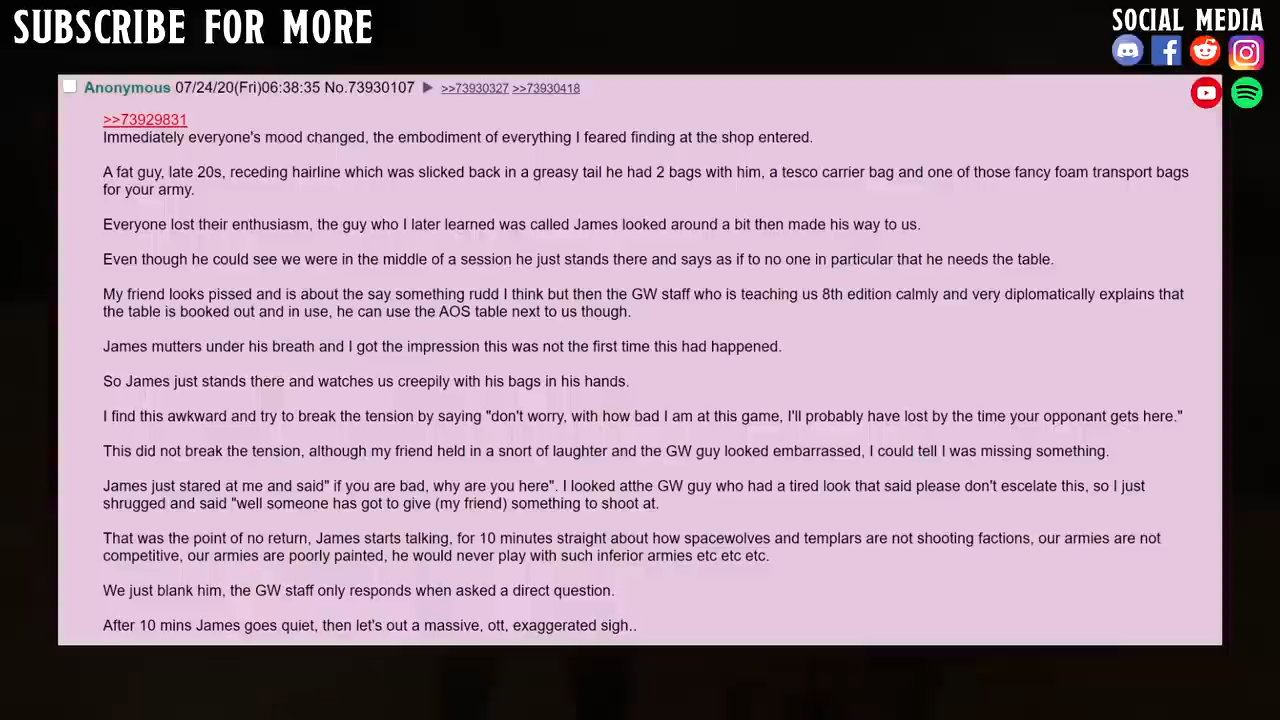 SUBSCRIBE FOR MORE
SOCIAL MEDIA
Anonymous 07/24/20(Fri)06:38:35 No.73930107 ▶ >>73930327 >>73930418
>>73929831
Immediately everyone's mood changed, the embodiment of everything I feared finding at the shop entered.
A fat guy, late 20s, receding hairline which was slicked back in a greasy tail he had 2 bags with him, a tesco carrier bag and one of those fancy foam transport bags
for your army.
Everyone lost their enthusiasm, the guy who I later learned was called James looked around a bit then made his way to us.
Even though he could see we were in the middle of a session he just stands there and says as if to no one in particular that he needs the table.
My friend looks pissed and is about the say something rudd I think but then the GW staff who is teaching us 8th edition calmly and very diplomatically explains that
the table is booked out and in use, he can use the AOS table next to us though.
James mutters under his breath and I got the impression this was not the first time this had happened.
So James just stands there and watches us creepily with his bags in his hands.
I find this awkward and try to break the tension by saying "don't worry, with how bad I am at this game, I'll probably have lost by the time your opponant gets here."
This did not break the tension, although my friend held in a snort of laughter and the GW guy looked embarrassed, I could tell I was missing something.
James just stared at me and said" if you are bad, why are you here". I looked atthe GW guy who had a tired look that said please don't escelate this, so I just
shrugged and said "well someone has got to give (my friend) something to shoot at.
That was the point of no return, James starts talking, for 10 minutes straight about how spacewolves and templars are not shooting factions, our armies are not
competitive, our armies are poorly painted, he would never play with such inferior armies etc etc etc.
We just blank him, the GW staff only responds when asked a direct question.
After 10 mins James goes quiet, then let's out a massive, ott, exaggerated sigh..